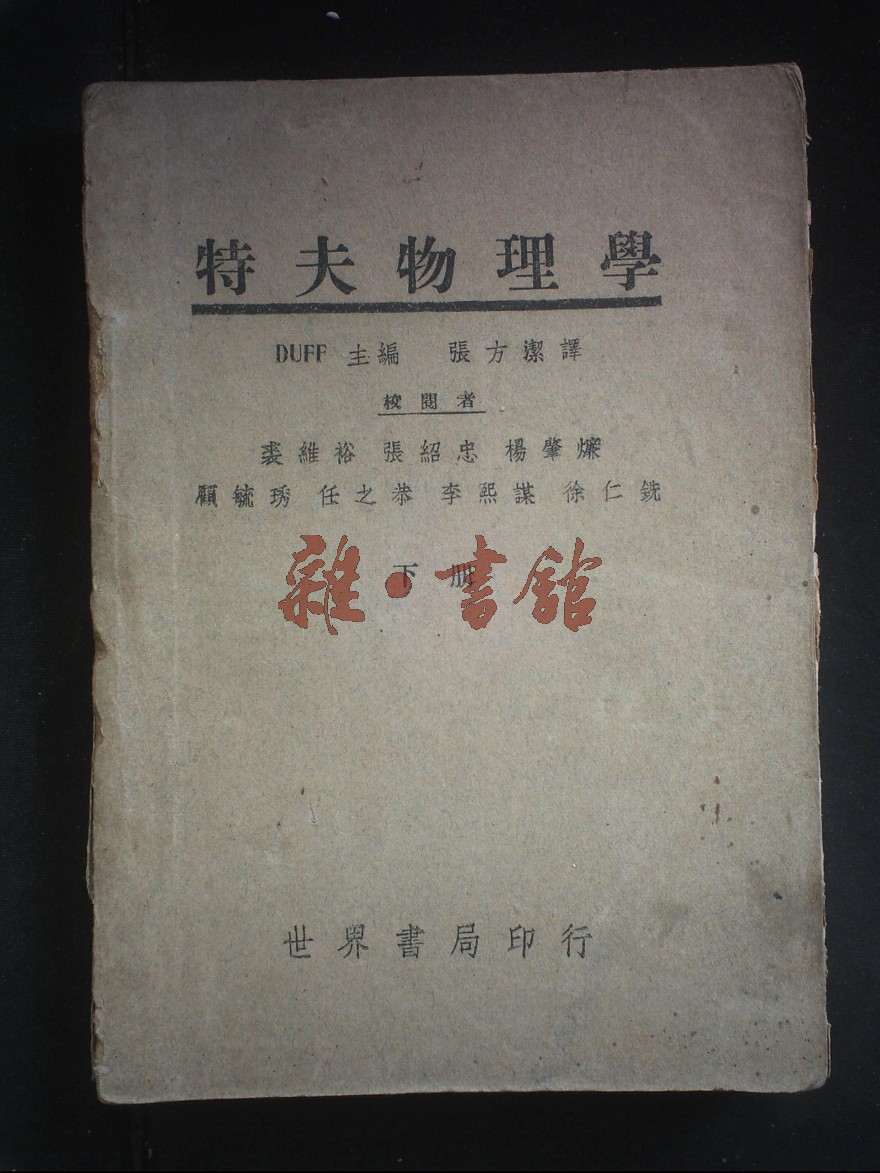 特夫物理學
DUFF 主編 張方潔譯
校閱者
裘維裕 張紹忠 楊肇燫
顧毓琇 任之恭 李熙謀 徐仁銑
下册
雜·書館
世界書局印行